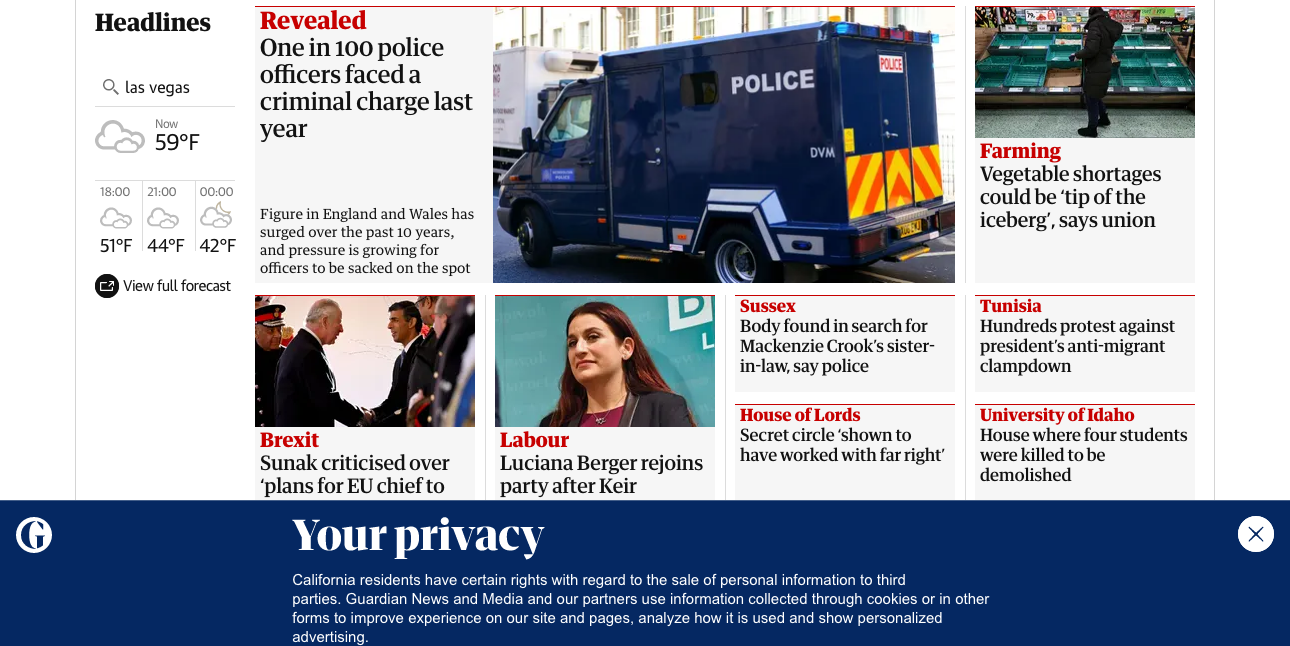 Headlines
las vegas
Now
59°F
18:00
21:00
00:00
51°F
44°F
42°F
View full forecast
Revealed
One in 100 police
officers faced a
criminal charge last
year
Figure in England and Wales has
surged over the past 10 years,
and pressure is growing for
officers to be sacked on the spot
POLICE
POLICE
DVM
Farming
Vegetable shortages
could be ‘tip of the
iceberg’, says union
Brexit
Sunak criticised over
‘plans for EU chief to
Labour
Luciana Berger rejoins
party after Keir
Sussex
Body found in search for
Mackenzie Crook’s sister-
in-law, say police
House of Lords
Secret circle ‘shown to
have worked with far right’
Tunisia
Hundreds protest against
president’s anti-migrant
clampdown
University of Idaho
House where four students
were killed to be
demolished
G
Your privacy
California residents have certain rights with regard to the sale of personal information to third
parties. Guardian News and Media and our partners use information collected through cookies or in other
forms to improve experience on our site and pages, analyze how it is used and show personalized
advertising.